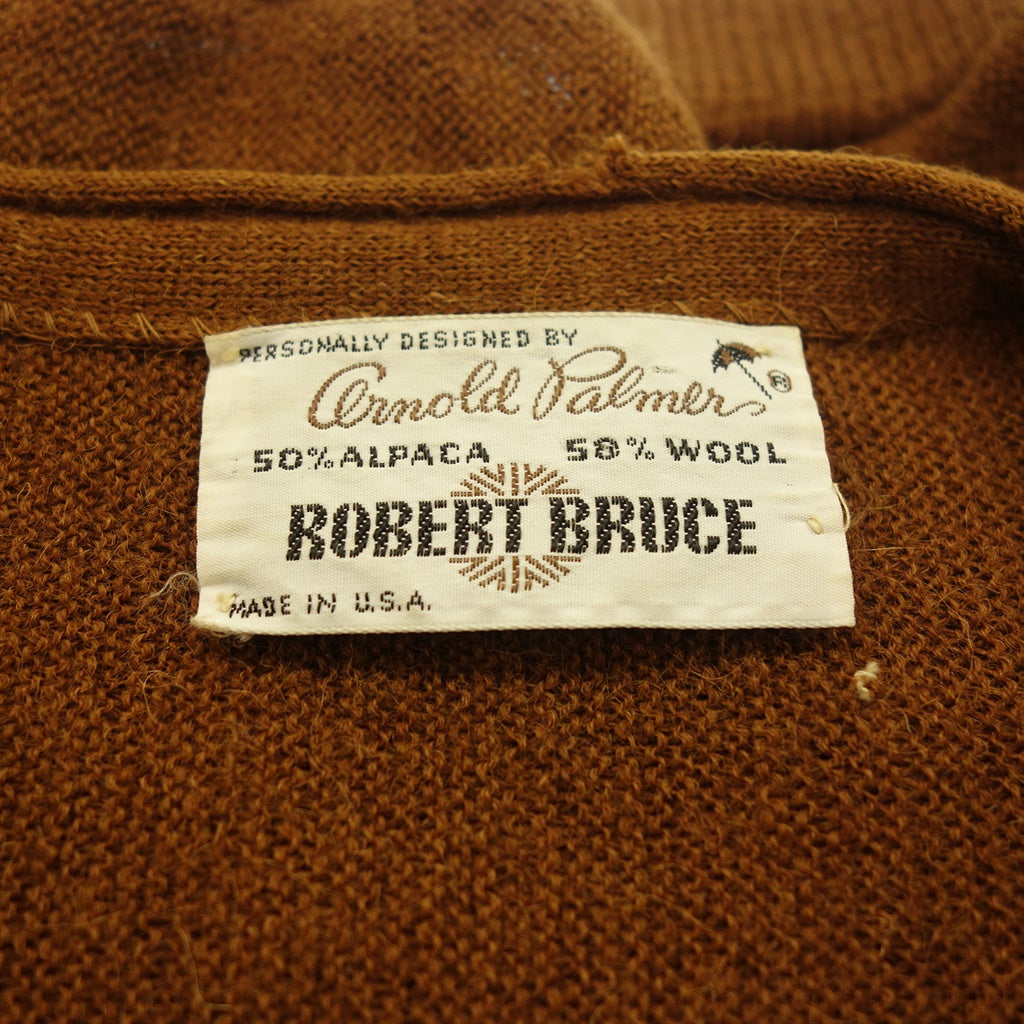 PERSONALLY DESIGNED BY
Arnold Palmer ®
50% ALPACA 50% WOOL
ROBERT BRUCE
MADE IN U.S.A.